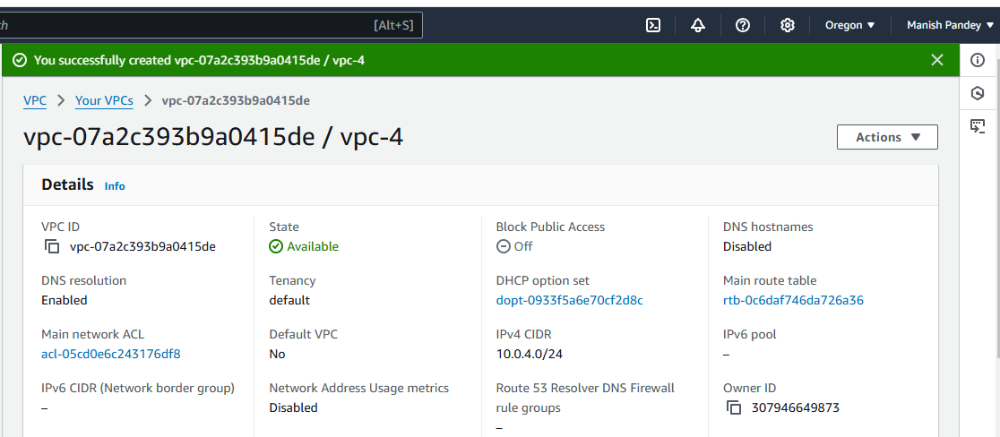 [Alt+S] Oregon Manish Pandey
You successfully created vpc-07a2c393b9a0415de / vpc-4
VPC > Your VPCs > vpc-07a2c393b9a0415de
vpc-07a2c393b9a0415de / vpc-4
Actions
Details Info
VPC ID State Block Public Access DNS hostnames
vpc-07a2c393b9a0415de Available Off Disabled
DNS resolution Tenancy DHCP option set Main route table
Enabled default dopt-0933f5a6e70cf2d8c rtb-0c6daf746da726a36
Main network ACL Default VPC IPv4 CIDR IPv6 pool
acl-05cd0e6c243176df8 No 10.0.4.0/24 –
IPv6 CIDR (Network border group) Network Address Usage metrics Route 53 Resolver DNS Firewall Owner ID
– Disabled rule groups 307946649873
–